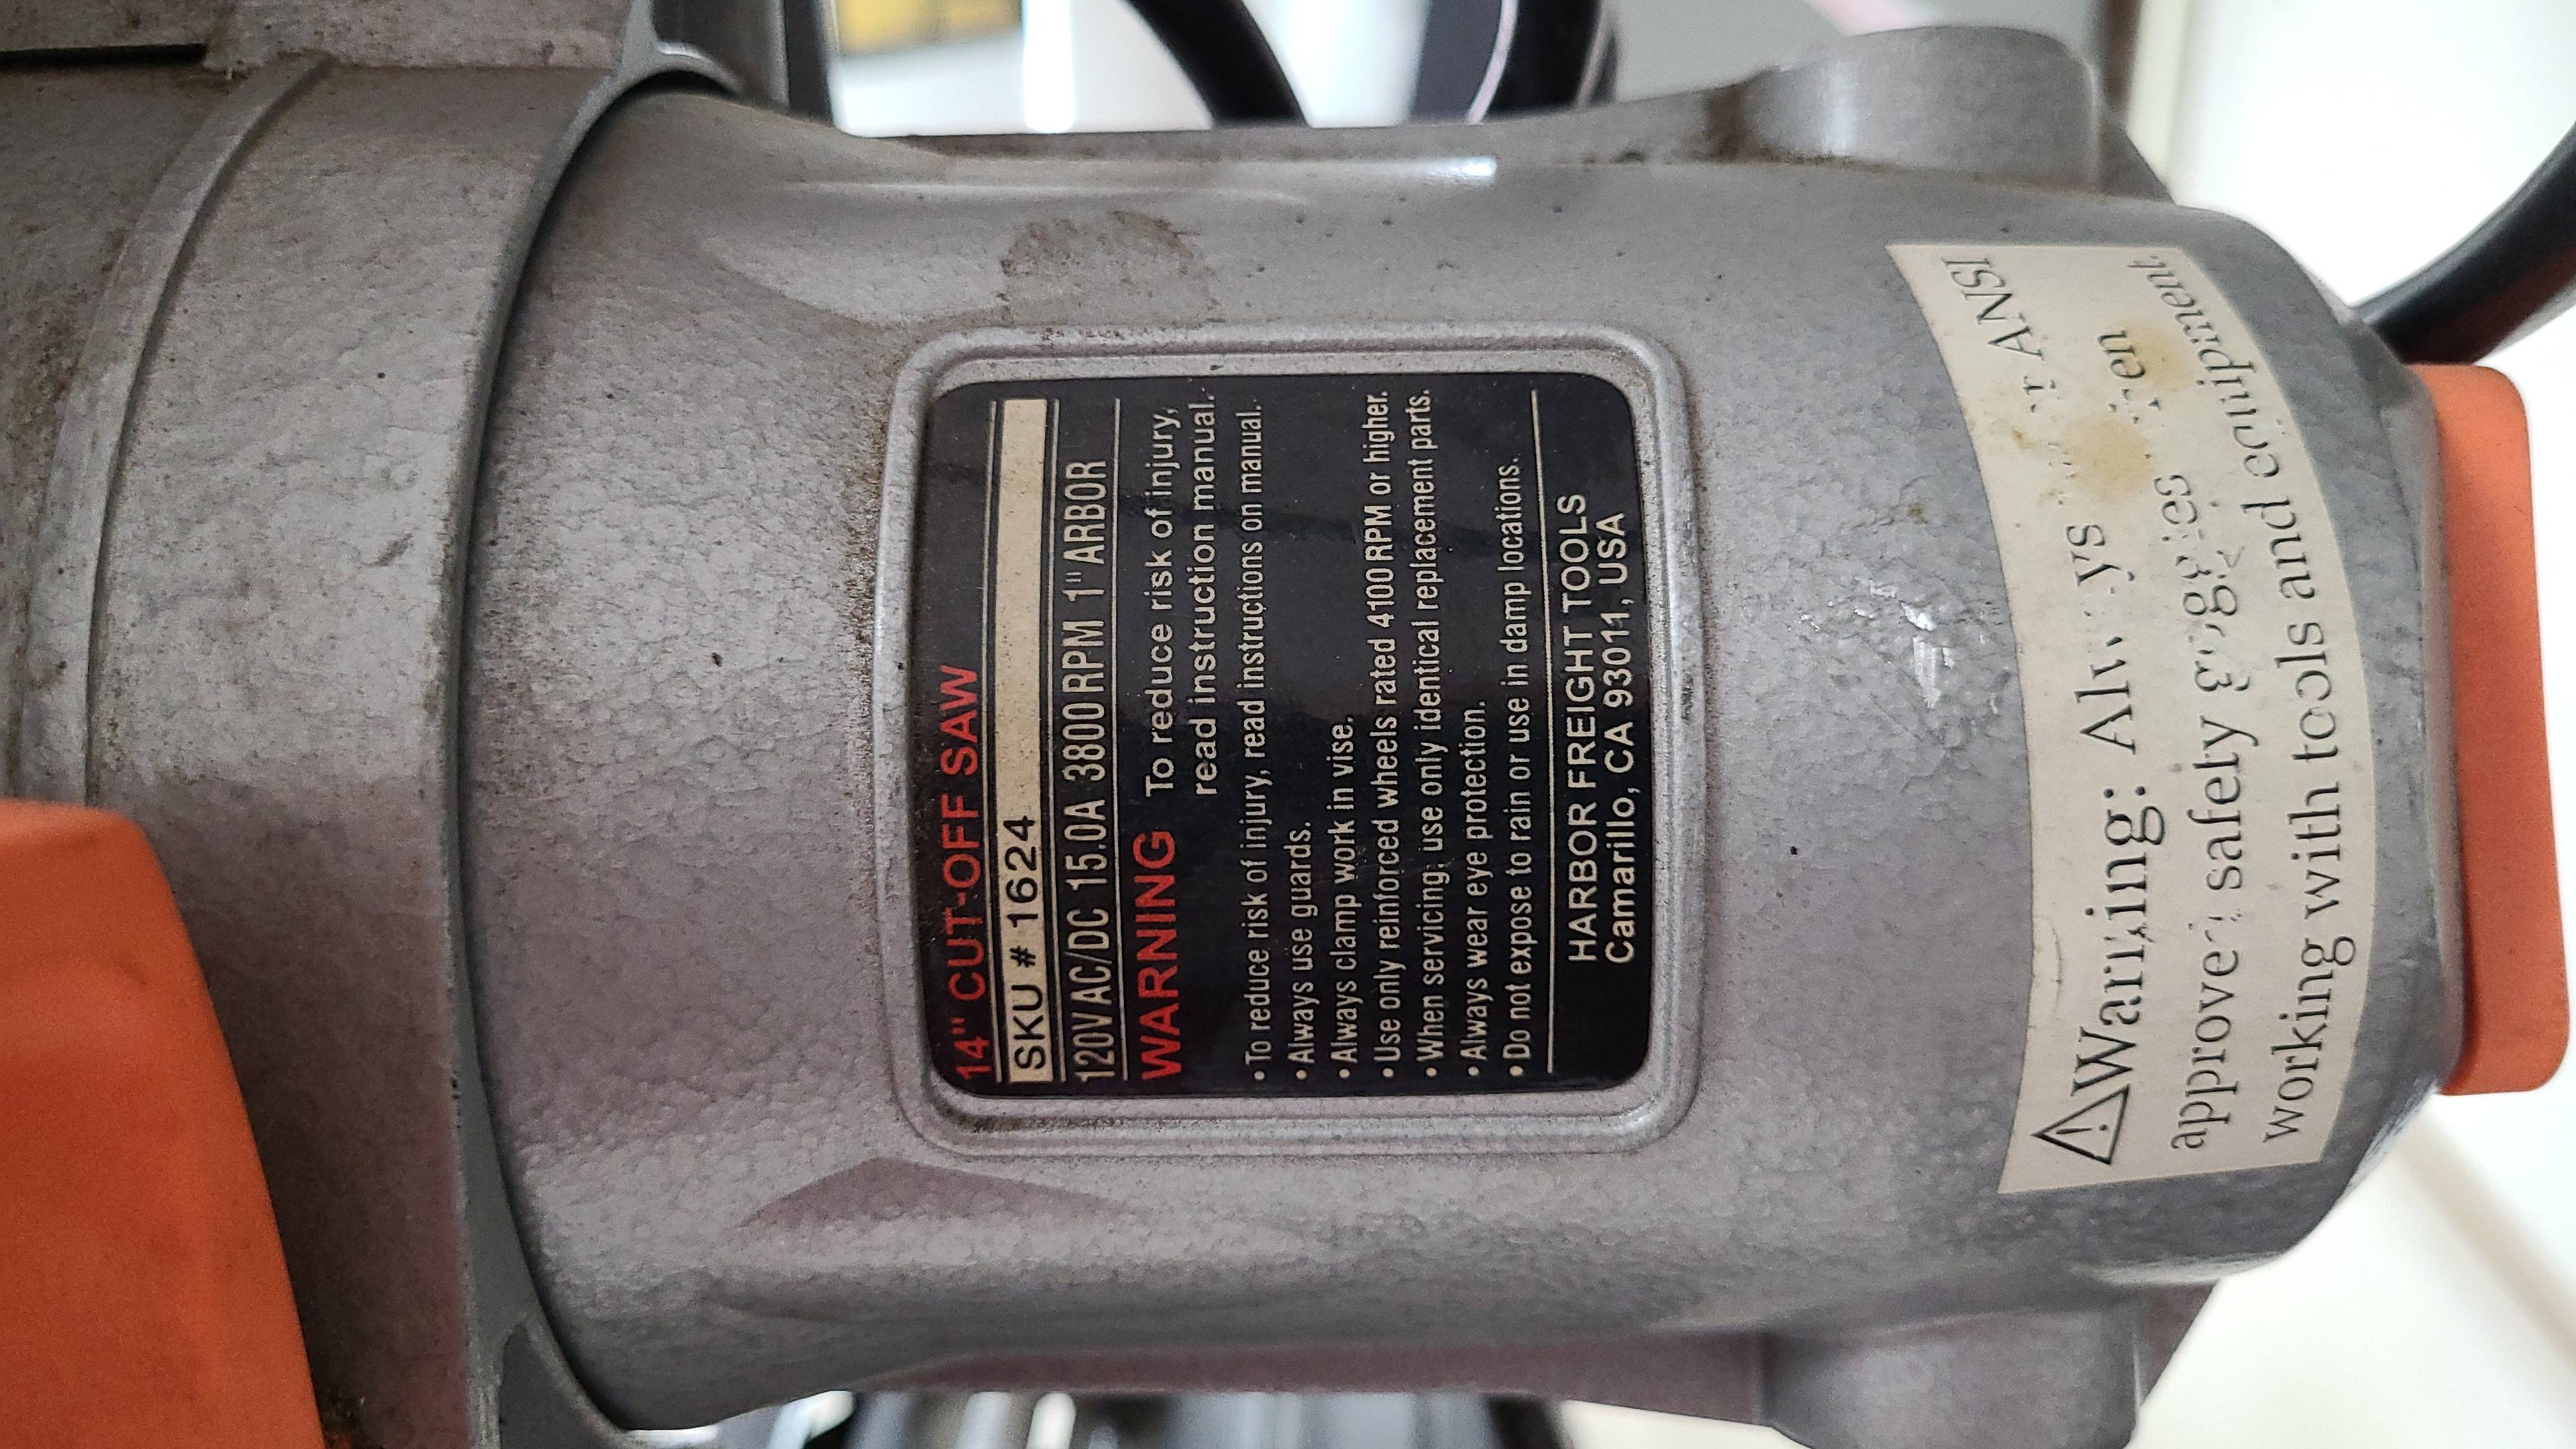 14" CUT-OFF SAW
SKU # 1624
120V AC/DC 15.0A 3800 RPM 1" ARBOR
WARNING To reduce risk of injury,
read instruction manual.
• To reduce risk of injury, read instructions on manual.
• Always use guards.
• Always clamp work in vise.
• Use only reinforced wheels rated 4100 RPM or higher.
• When servicing; use only identical replacement parts.
• Always wear eye protection.
• Do not expose to rain or use in damp locations.
HARBOR FREIGHT TOOLS
Camarillo, CA 93011, USA
⚠Warning: Always ANSI
approved safety goggles when
working with tools and equipment.